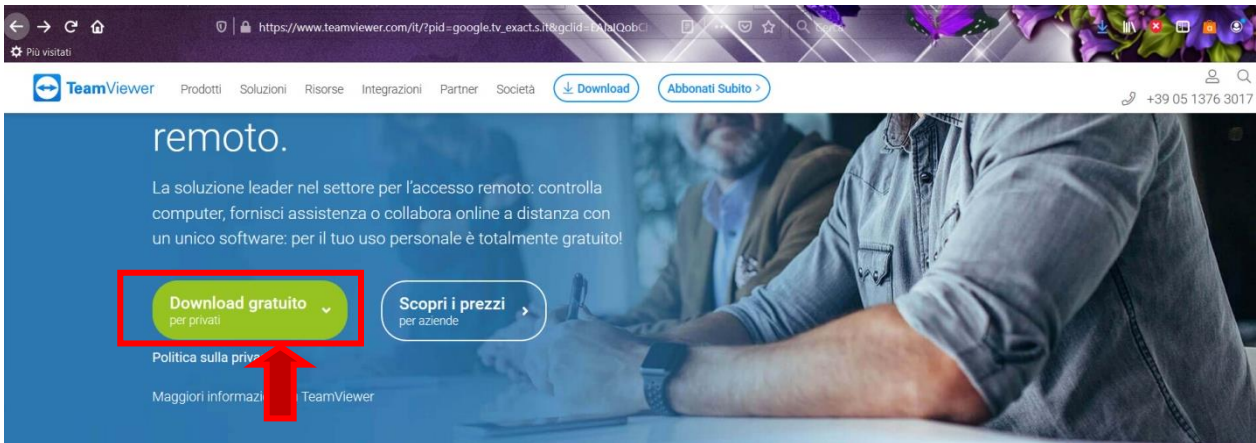 https://www.teamviewer.com/it/?pid=google.tv_exact.s.it&gclid=
Più visitati
TeamViewer Prodotti Soluzioni Risorse Integrazioni Partner Società Download Abbonati Subito >
+39 05 1376 3017
remoto.
La soluzione leader nel settore per l'accesso remoto: controlla
computer, fornisci assistenza o collabora online a distanza con
un unico software: per il tuo uso personale è totalmente gratuito!
Download gratuito
per privati
Scopri i prezzi
per aziende
Politica sulla
Maggiori TeamViewer